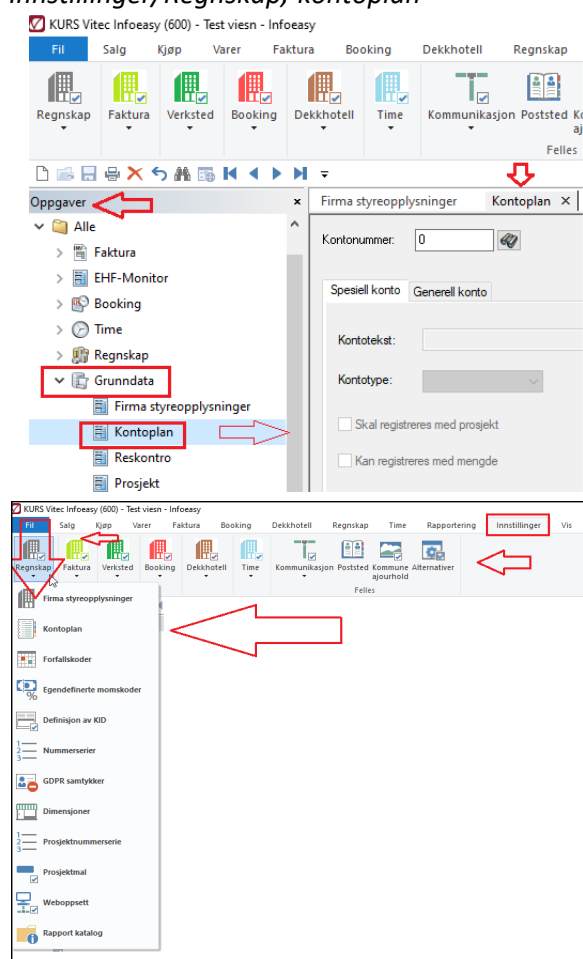 Innstillinger/Regnskap, kontoplan
KURS Vitec Infoeasy (600) - Test viesn - Infoeasy
Fil Salg Kjøp Varer Faktura Booking Dekkhotell Regnskap
Regnskap Faktura Verksted Booking Dekkhotell Time Kommunikasjon Poststed
Felles
Oppgaver
Firma styreopplysninger Kontoplan
Alle
Kontonummer: 0
Faktura
EHF-Monitor
Spesiell konto Generell konto
Booking
Time
Kontotekst:
Regnskap
Grunndata
Kontotype:
Firma styreopplysninger
Skal registreres med prosjekt
Kontoplan
Reskontro
Kan registreres med mengde
Prosjekt
KURS Vitec Infoeasy (600) - Test viesn - Infoeasy
Fil Salg Kjøp Varer Faktura Booking Dekkhotell Regnskap Time Rapportering Innstillinger Vis
Regnskap Faktura Verksted Booking Dekkhotell Time Kommunikasjon Poststed Kommune Alternativer
ajourhold
Felles
Firma styreopplysninger
Kontoplan
Forfallskoder
Egendefinerte momskoder
Definisjon av KID
Nummerserier
GDPR samtykker
Dimensjoner
Prosjektnummerserie
Prosjektmal
Weboppsett
Rapport katalog